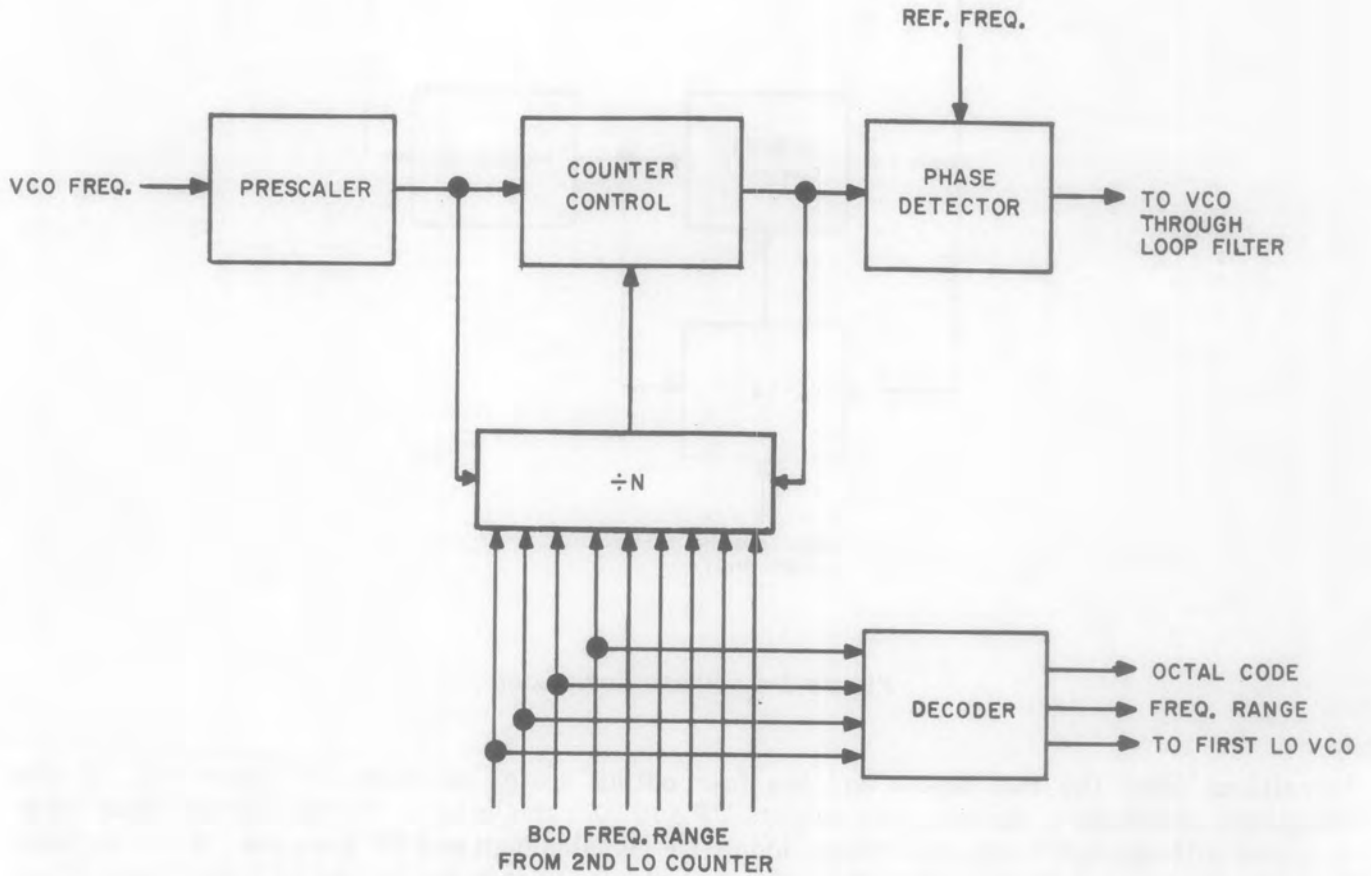 REF. FREQ.
VCO FREQ.
PRESCALER
COUNTER
CONTROL
PHASE
DETECTOR
TO VCO
THROUGH
LOOP FILTER
÷N
DECODER
OCTAL CODE
FREQ. RANGE
TO FIRST LO VCO
BCD FREQ. RANGE
FROM 2ND LO COUNTER